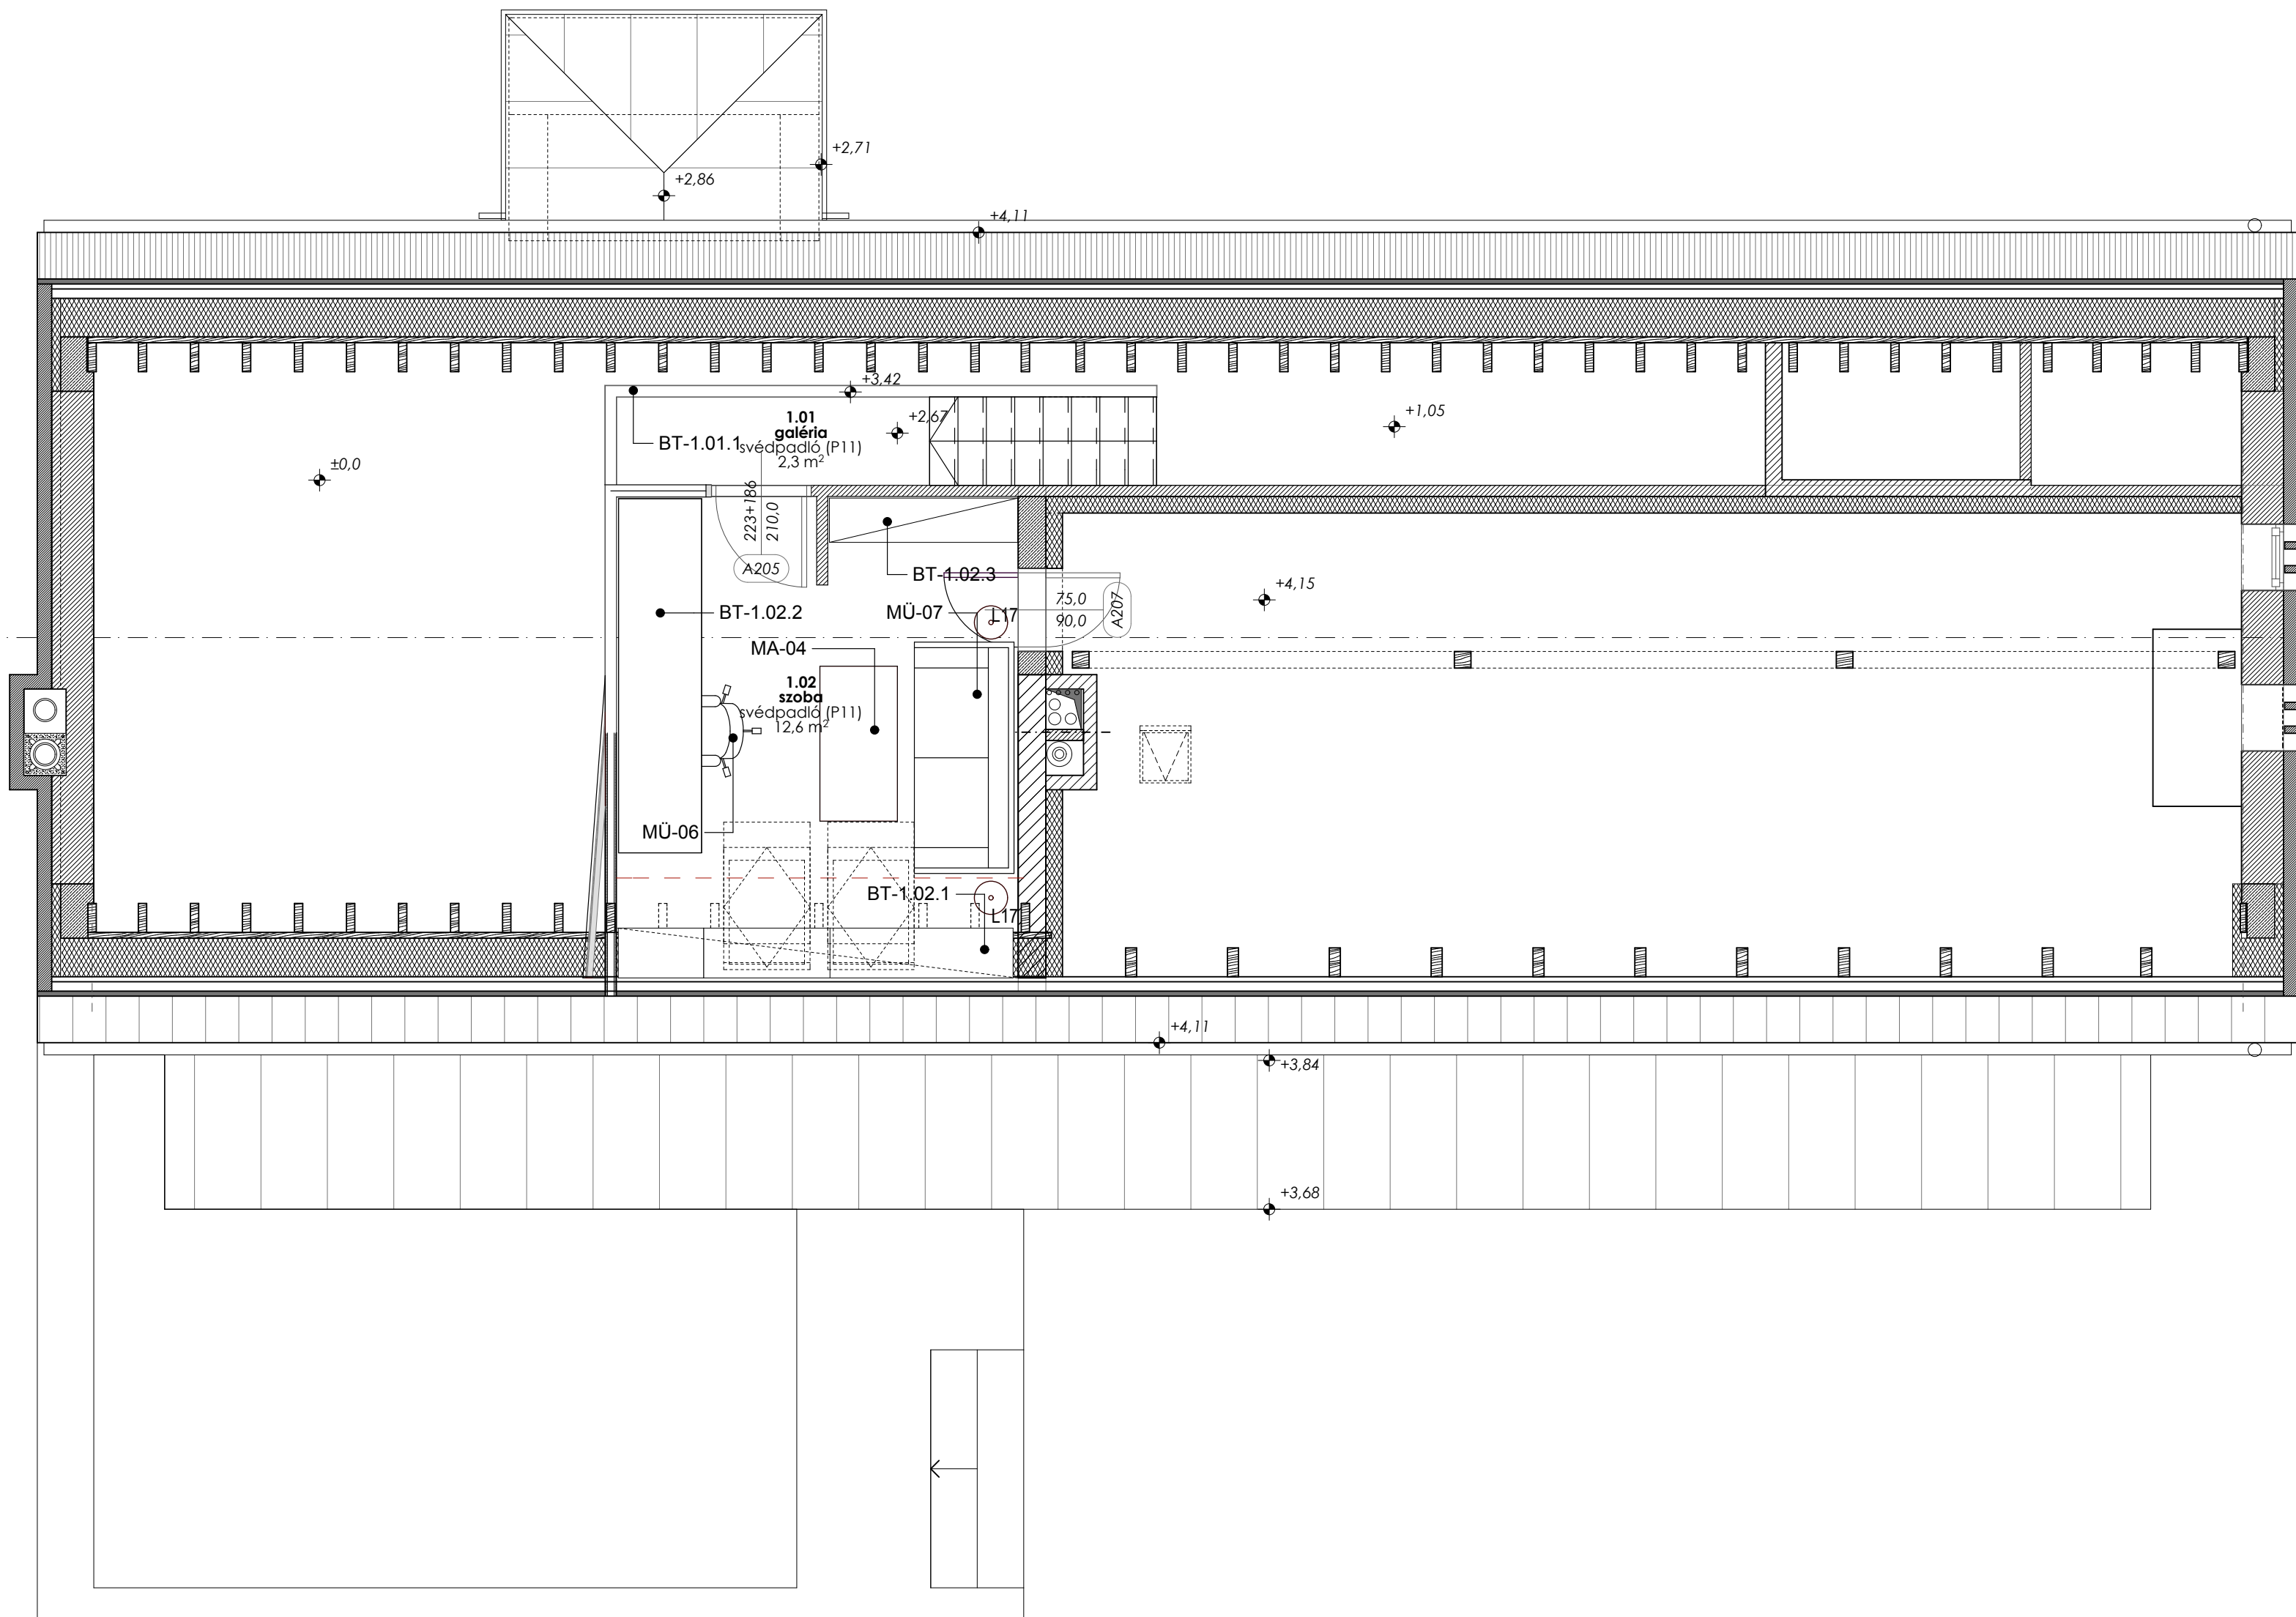 +2,71
+2,86
+4,11
+3,42
+2,67
+1,05
1.01
galéria
svédpadló (P11)
2,3 m²
BT-1.01.1
±0,0
223+186
210,0
A205
BT-1.02.3
+4,15
BT-1.02.2
MÜ-07
L17
75,0
90,0
A207
MA-04
1.02
szoba
svédpadló (P11)
12,6 m²
MÜ-06
BT-1.02.1
L17
+4,11
+3,84
+3,68